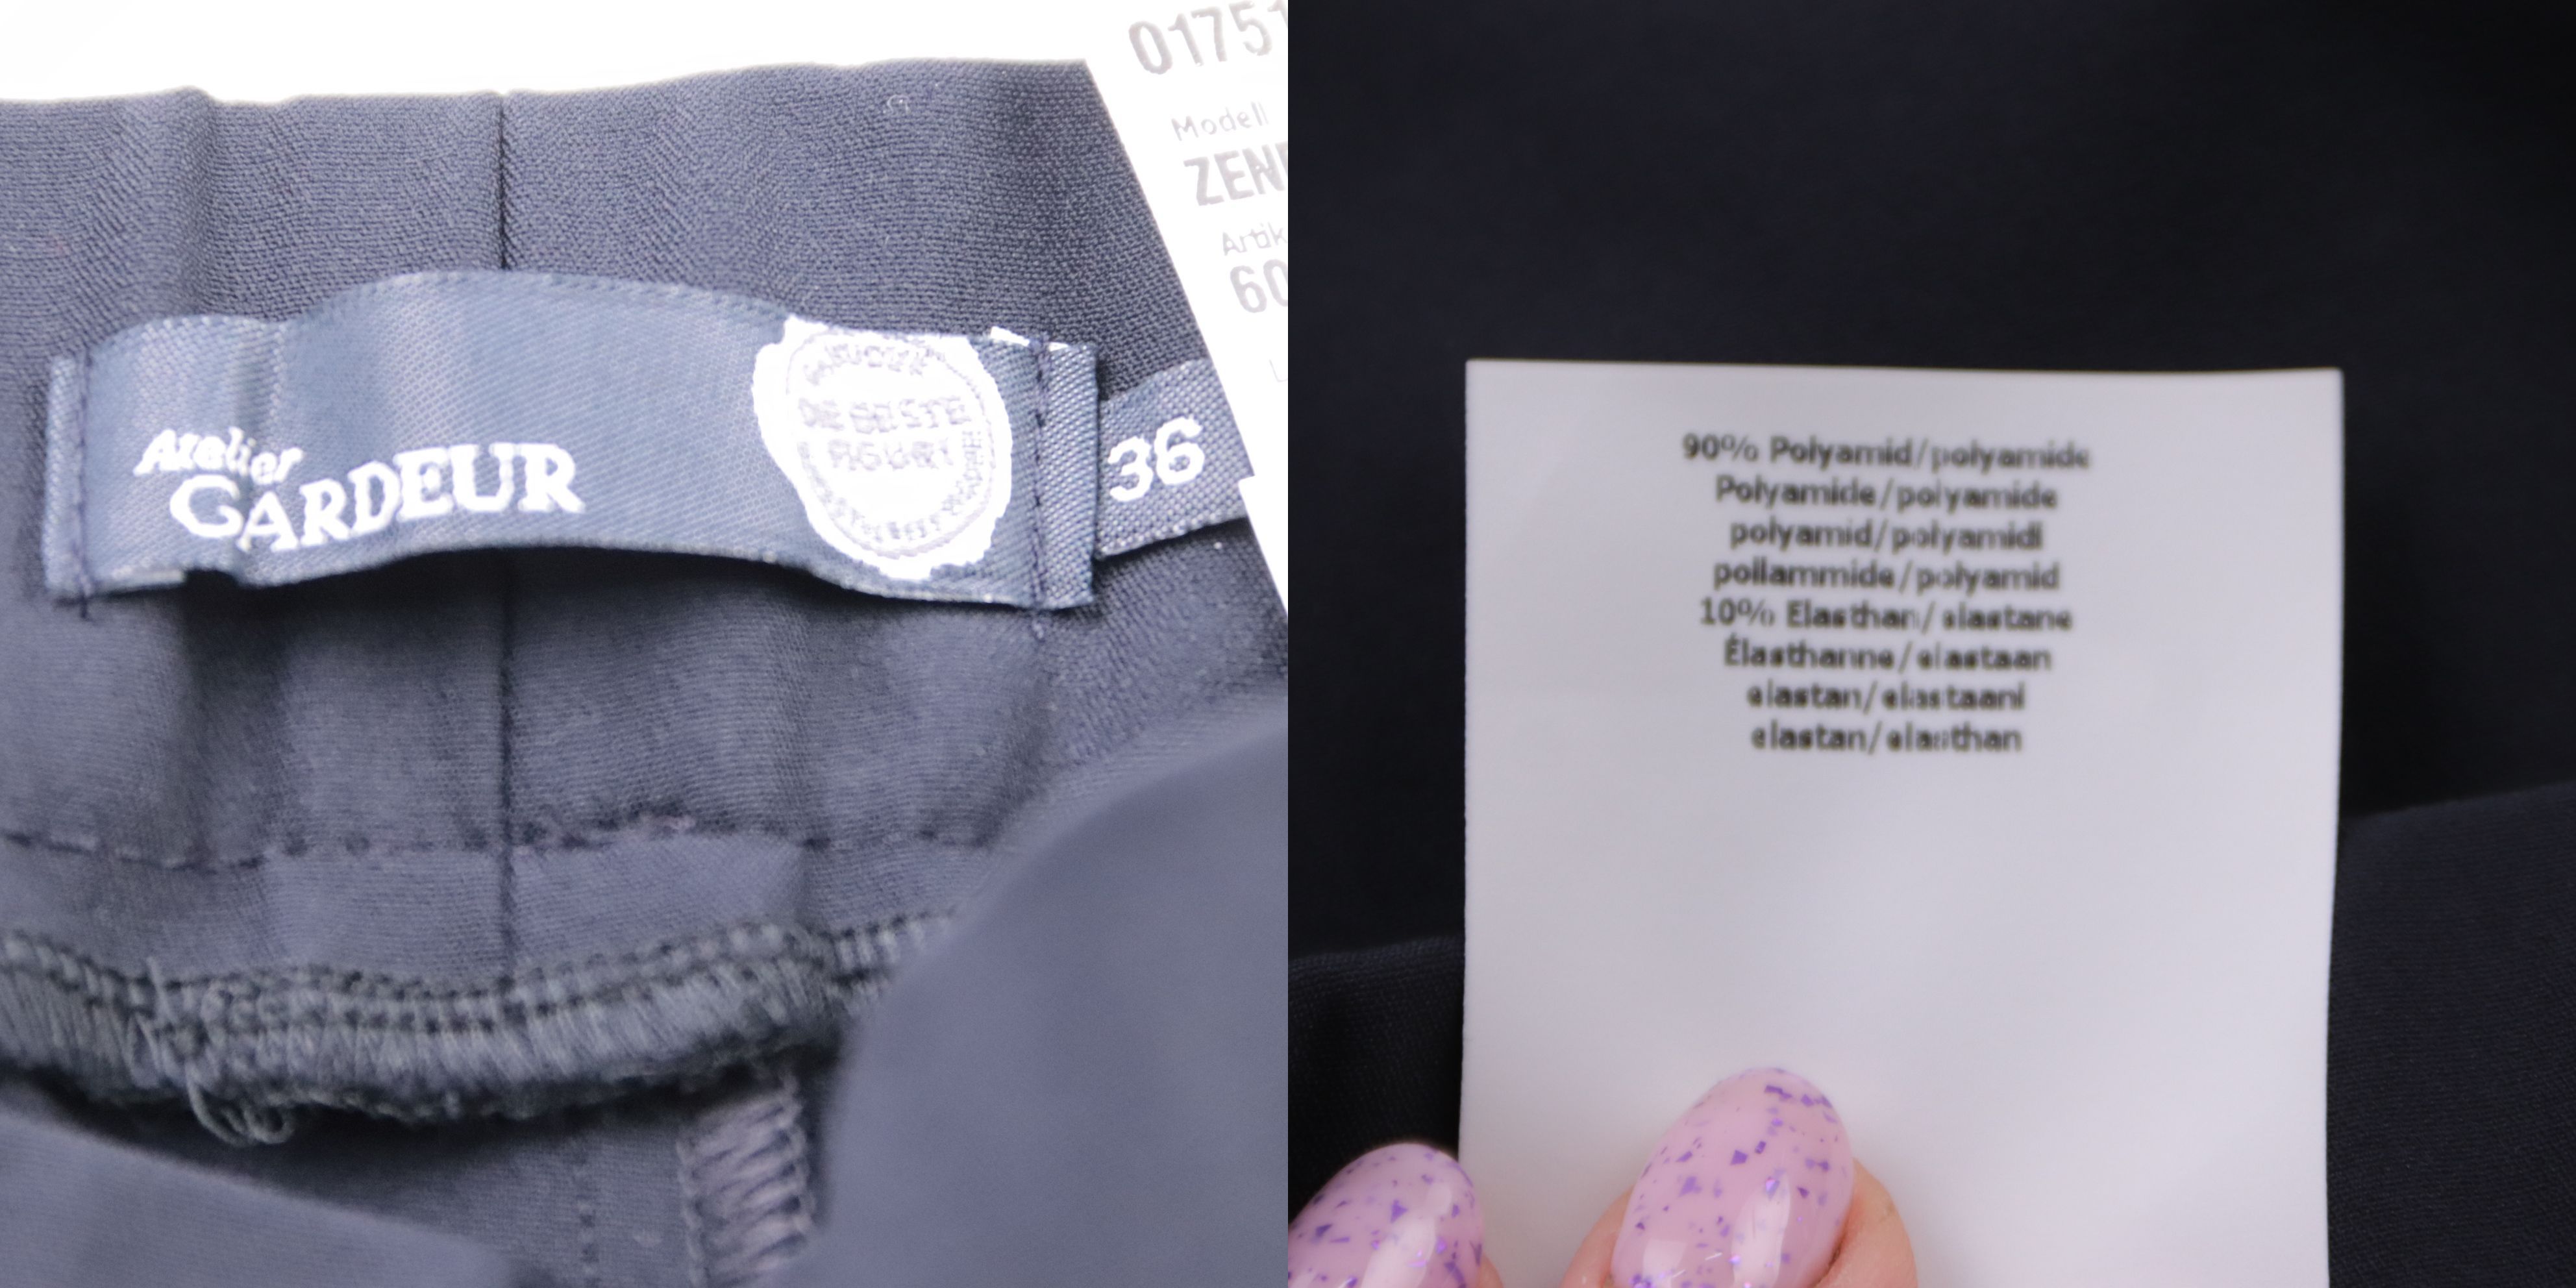 01751
Modell
ZENE
Artik
60
Atelier
GARDEUR
DIE BESTE
FIGUR!
36
90% Polyamid/polyamide
Polyamide/polyamide
polyamid/polyamidi
poliammide/polyamid
10% Elasthan/elastane
Élasthanne/elastaan
elastan/elastaani
elastan/elasthan